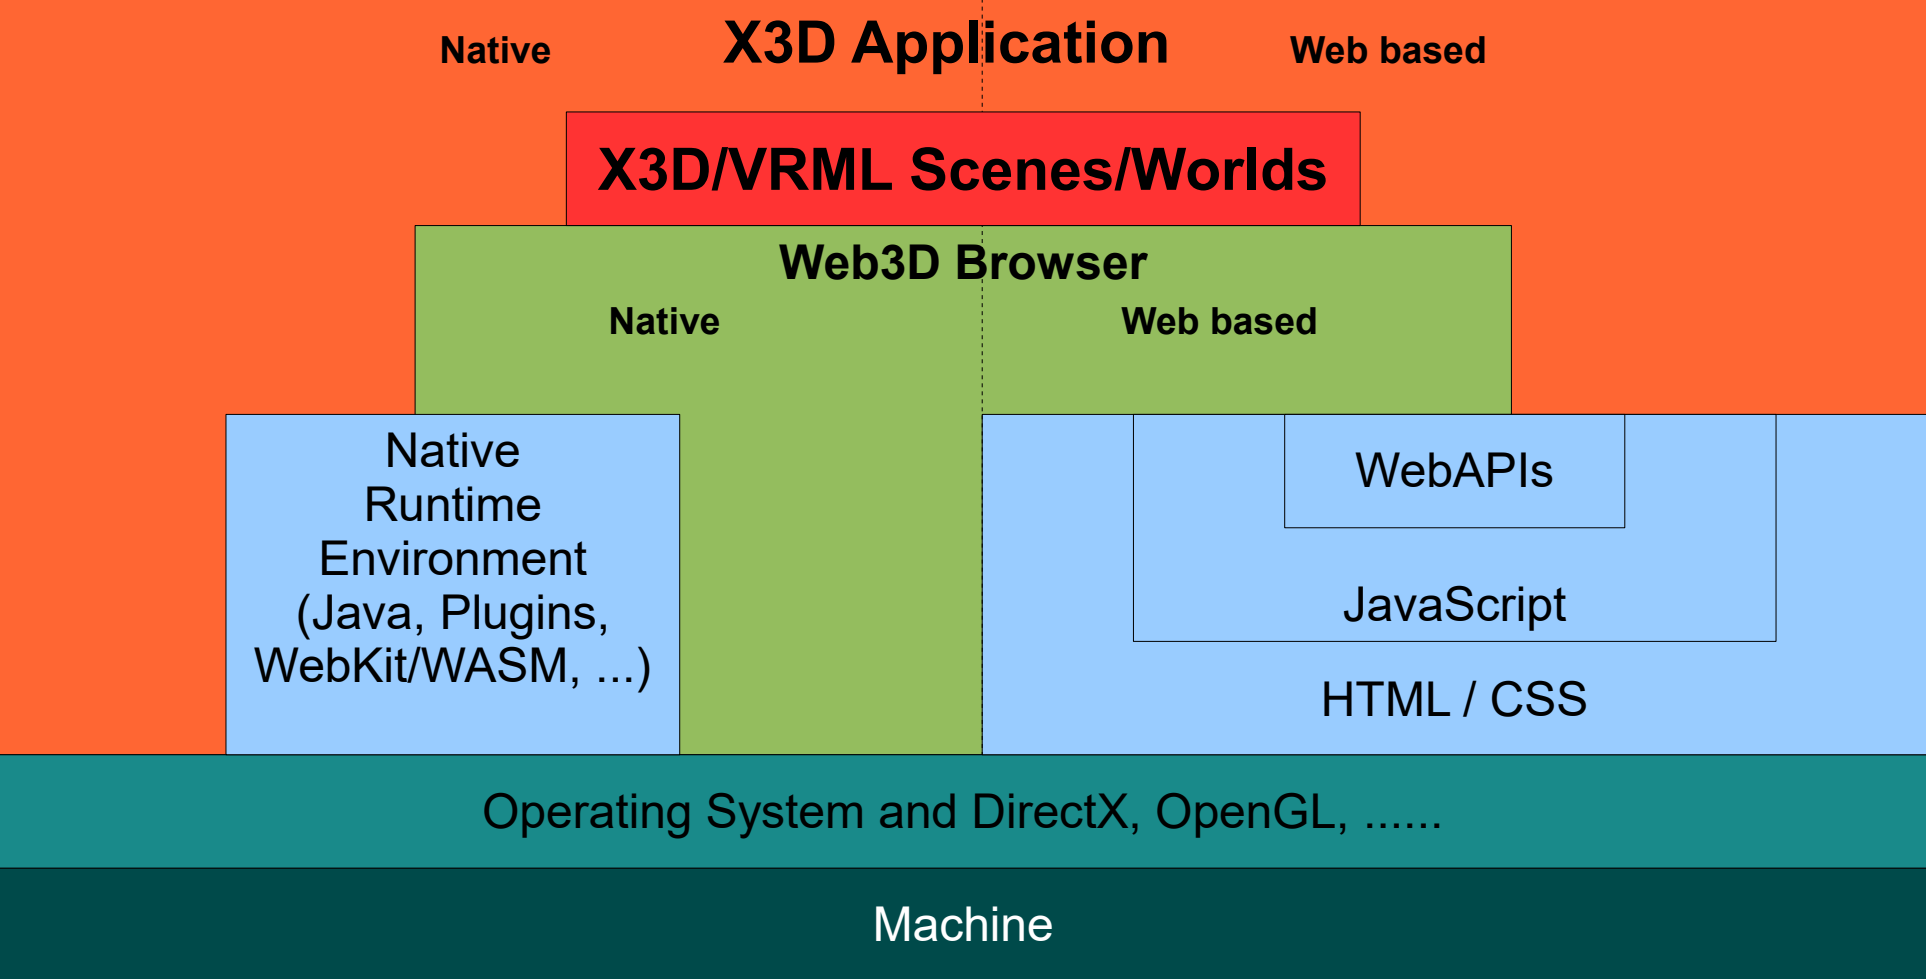 X3D Application
Native
Web based
X3D/VRML Scenes/Worlds
Web3D Browser
Native
Web based
Native
Runtime
Environment
(Java, Plugins,
WebKit/WASM, ...)
WebAPIs
JavaScript
HTML / CSS
Operating System and DirectX, OpenGL, ......
Machine